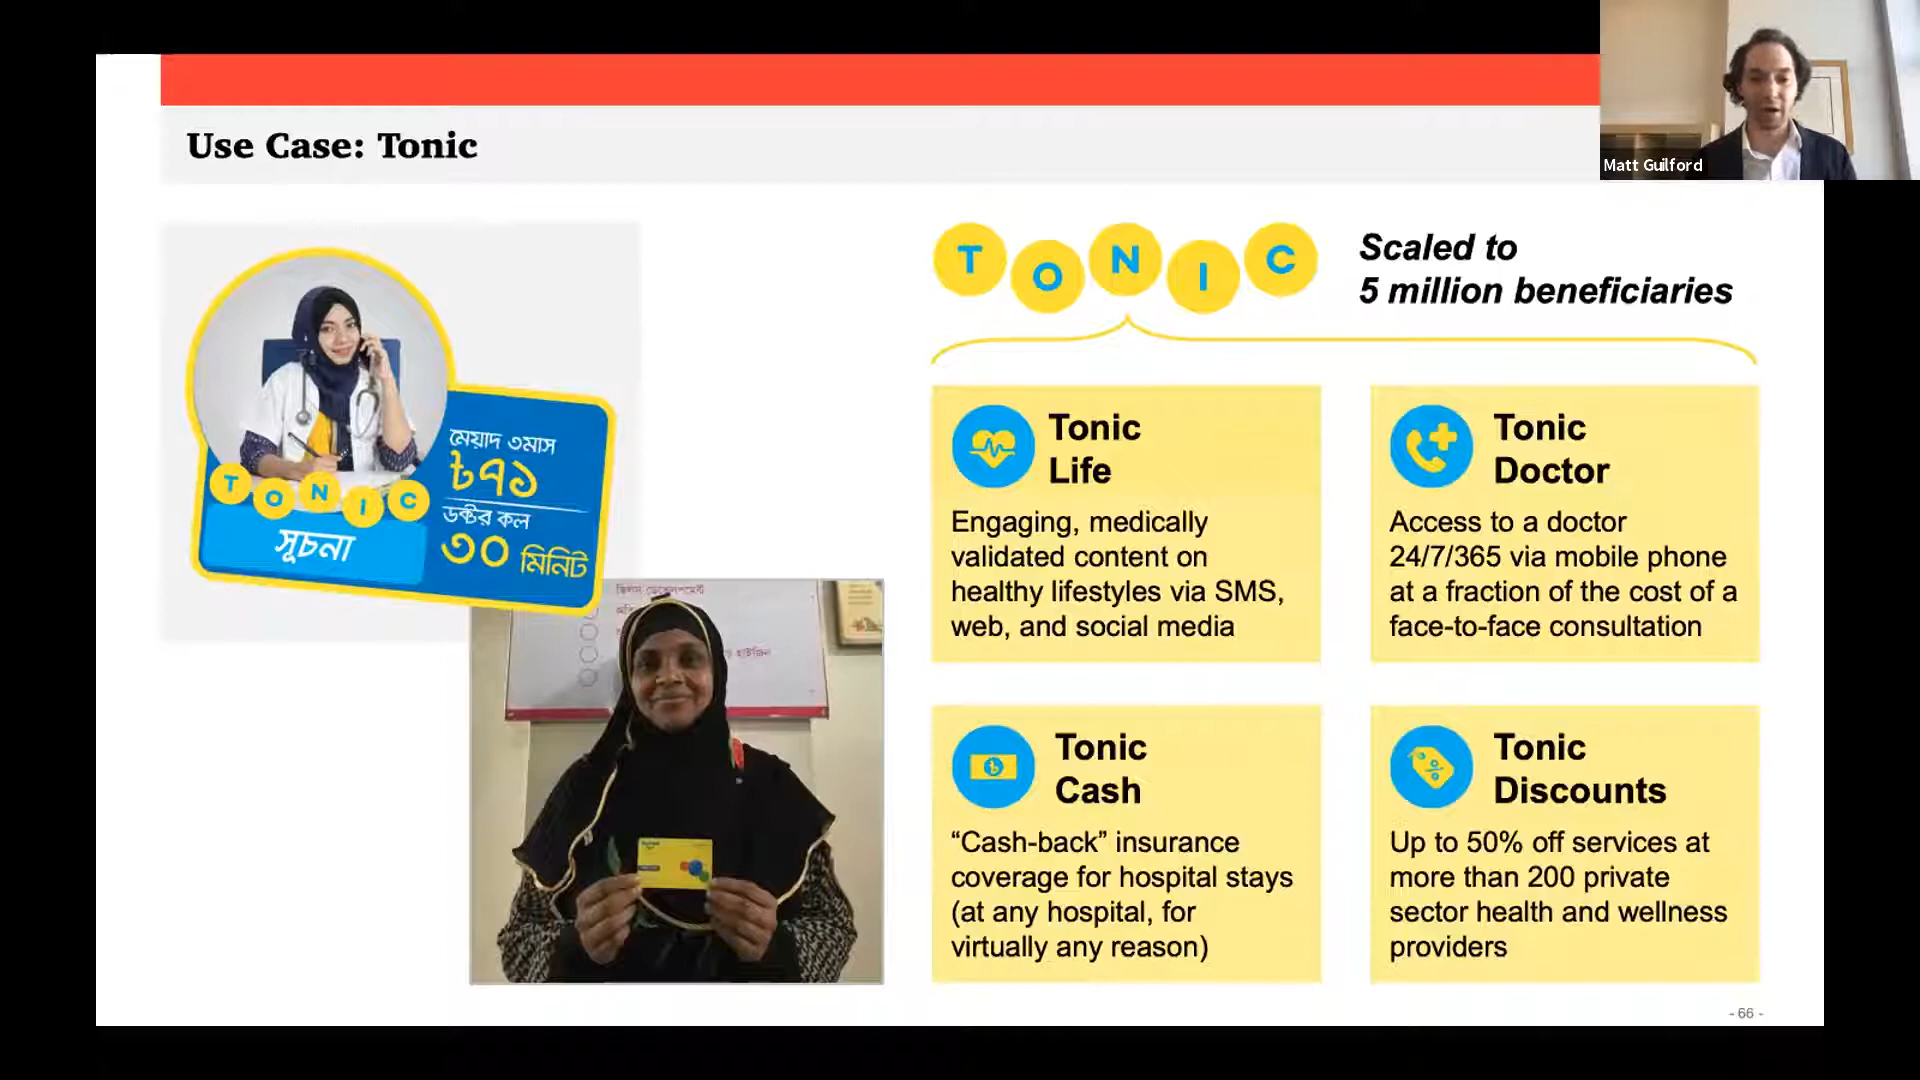 Matt Guilford
Use Case: Tonic
TONIC
Scaled to
5 million beneficiaries
মেয়াদ ৩মাস
৳৭১
ডক্টর কল
৩০ মিনিট
TONIC
সূচনা
স্কিলস ডেভেলপমেন্ট
Tonic
Life
Engaging, medically
validated content on
healthy lifestyles via SMS,
web, and social media
Tonic
Doctor
Access to a doctor
24/7/365 via mobile phone
at a fraction of the cost of a
face-to-face consultation
Tonic
Cash
“Cash-back” insurance
coverage for hospital stays
(at any hospital, for
virtually any reason)
Tonic
Discounts
Up to 50% off services at
more than 200 private
sector health and wellness
providers
- 66 -